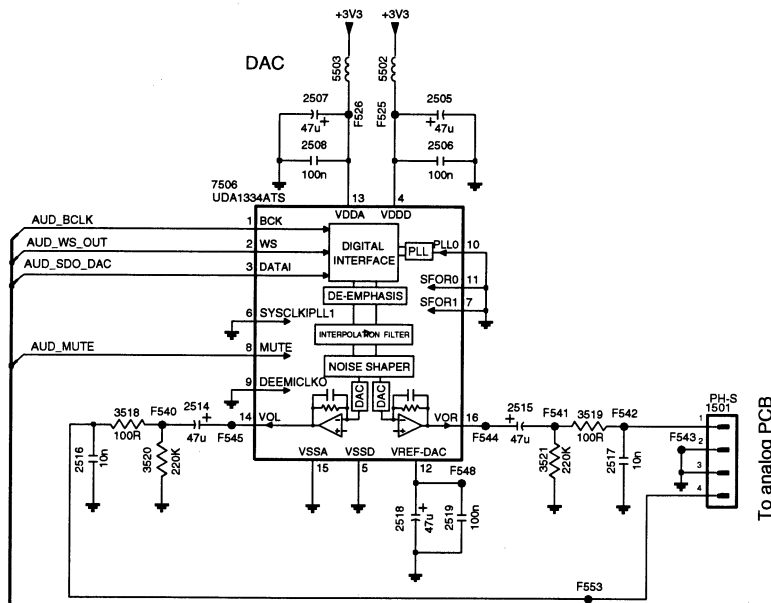 +3V3
+3V3
DAC
5503
5502
2507
47u
+
F526
F525
2505
+
47u
2508
100n
2506
100n
7506
UDA1334ATS
13
4
VDDA
VDDD
AUD_BCLK
1
BCK
AUD_WS_OUT
2
WS
AUD_SDO_DAC
3
DATAI
DIGITAL
INTERFACE
PLL
PLL0
10
SFOR0
11
SFOR1
7
DE-EMPHASIS
6
SYSCLKIPLL1
INTERPOLATION FILTER
AUD_MUTE
8
MUTE
NOISE SHAPER
9
DEEMICLKO
DAC
DAC
3518
100R
F540
2514
+
47u
F545
14
VOL
VOR
16
F544
2515
+
47u
F541
3519
100R
F542
PH-S
1501
1
2
3
4
F543
To analog PCB
2516
10n
3520
220K
VSSA
VSSD
VREF-DAC
15
5
12
F548
3521
220K
2517
10n
2518
+
47u
2519
100n
F553